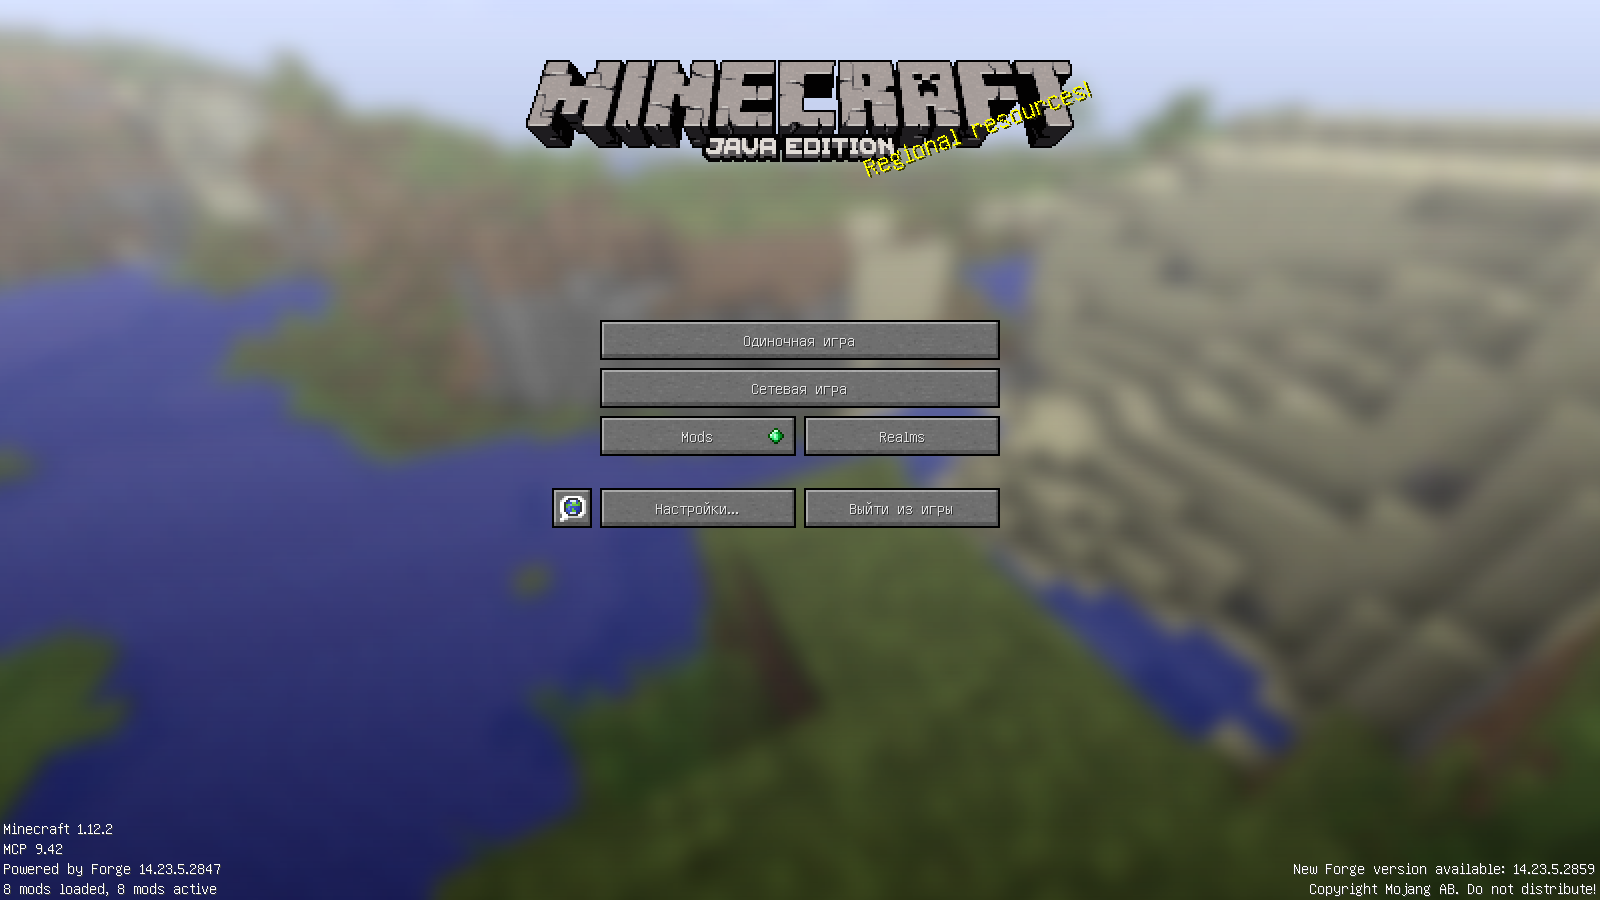 MINECRAFT
JAVA EDITION
Regional resources!
Одиночная игра
Сетевая игра
Mods
Realms
Настройки...
Выйти из игры
Minecraft 1.12.2
MCP 9.42
Powered by Forge 14.23.5.2847
8 mods loaded, 8 mods active
New Forge version available: 14.23.5.2859
Copyright Mojang AB. Do not distribute!